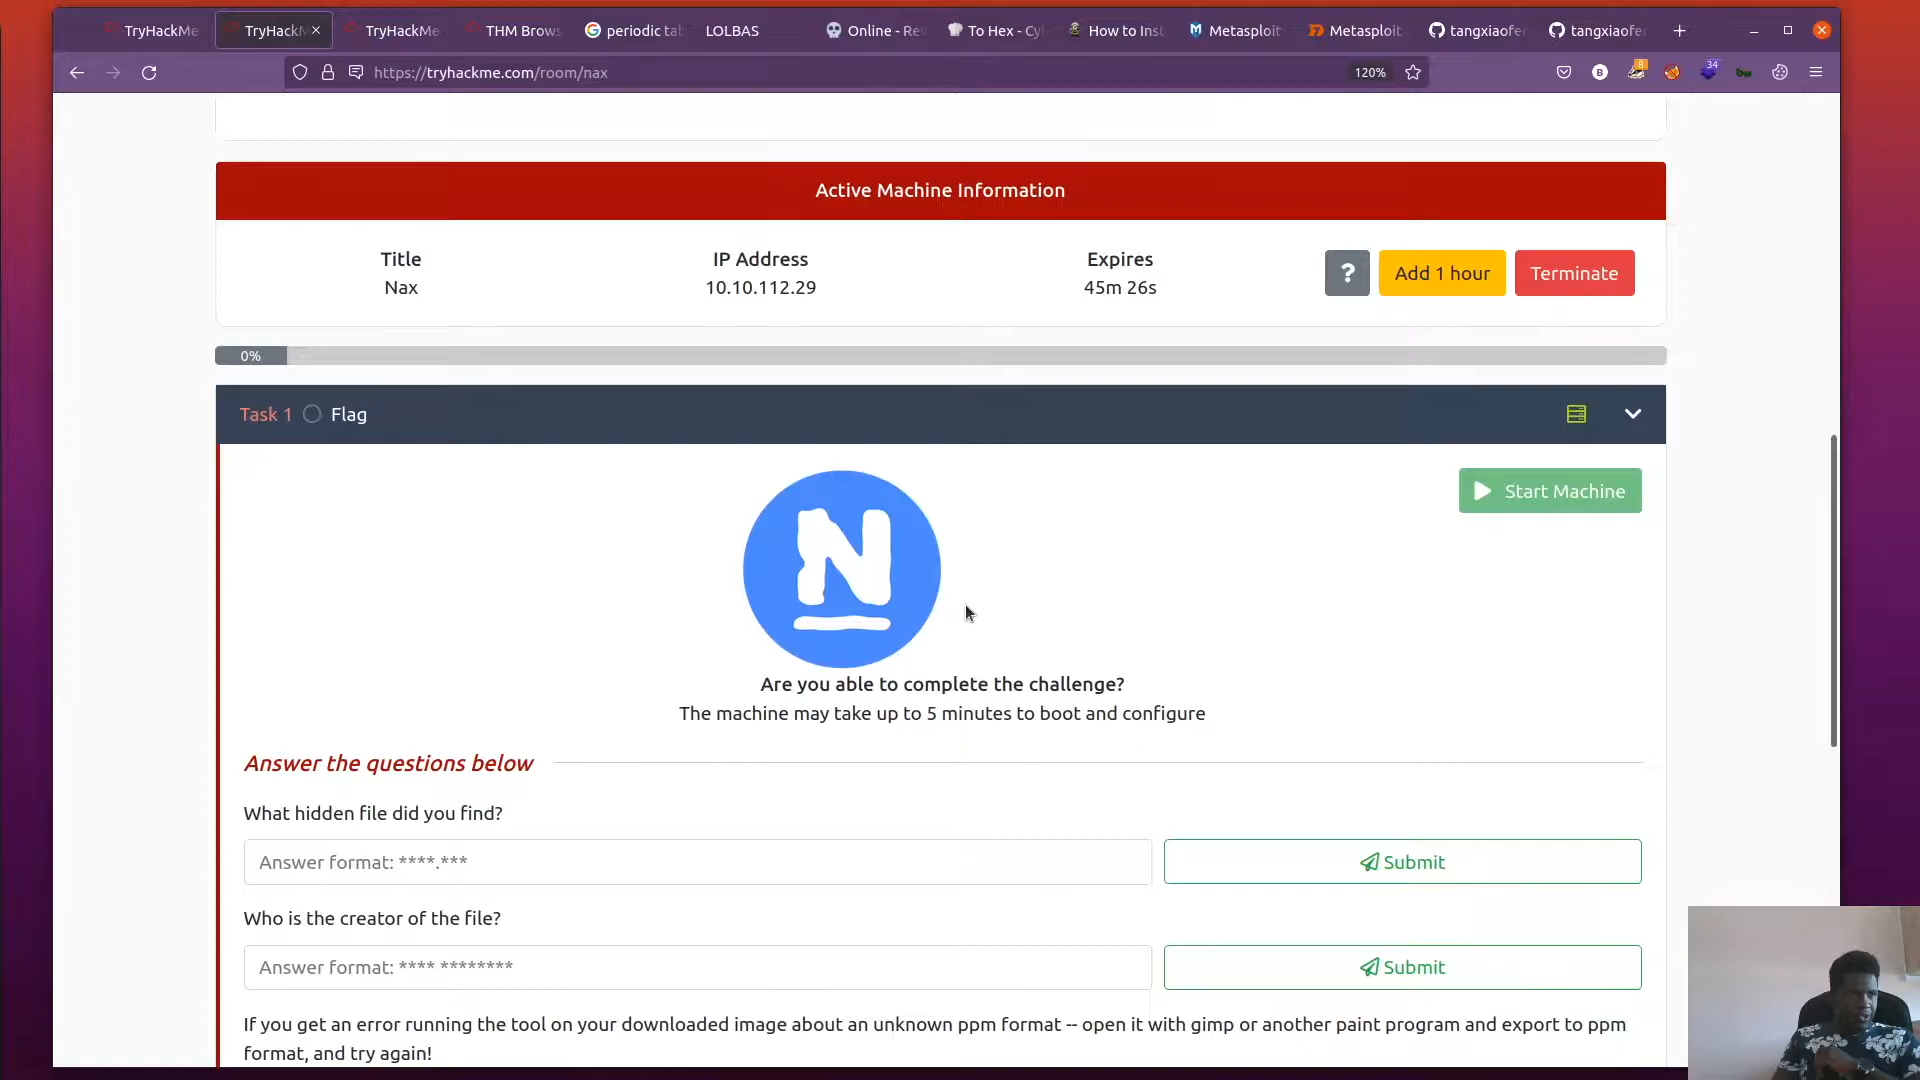 TryHackMe
TryHackM
TryHackMe
THM Brows
periodic tab
LOLBAS
Online - Re
To Hex - Cy
How to Inst
Metasploit
Metasploit
tangxiaofen
tangxiaofen
https://tryhackme.com/room/nax
120%
B
8
34
Active Machine Information
Title
IP Address
Expires
Nax
10.10.112.29
45m 26s
?
Add 1 hour
Terminate
0%
Task 1
Flag
Start Machine
N
Are you able to complete the challenge?
The machine may take up to 5 minutes to boot and configure
Answer the questions below
What hidden file did you find?
Answer format: ****.***
Submit
Who is the creator of the file?
Answer format: **** ********
Submit
If you get an error running the tool on your downloaded image about an unknown ppm format -- open it with gimp or another paint program and export to ppm
format, and try again!